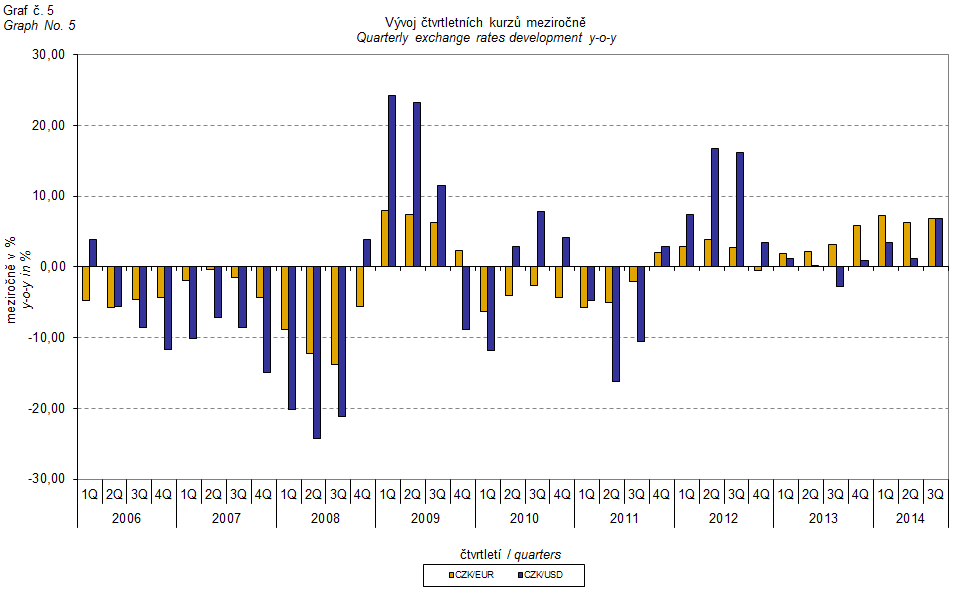 Graf č. 5
Graph No. 5
Vývoj čtvrtletních kurzů meziročně
Quarterly exchange rates development y-o-y
meziročně v %
y-o-y in %
30,00
20,00
10,00
0,00
-10,00
-20,00
-30,00
1Q 2Q 3Q 4Q 1Q 2Q 3Q 4Q 1Q 2Q 3Q 4Q 1Q 2Q 3Q 4Q 1Q 2Q 3Q 4Q 1Q 2Q 3Q 4Q 1Q 2Q 3Q 4Q 1Q 2Q 3Q 4Q 1Q 2Q 3Q
2006 2007 2008 2009 2010 2011 2012 2013 2014
čtvrtletí / quarters
CZK/EUR CZK/USD